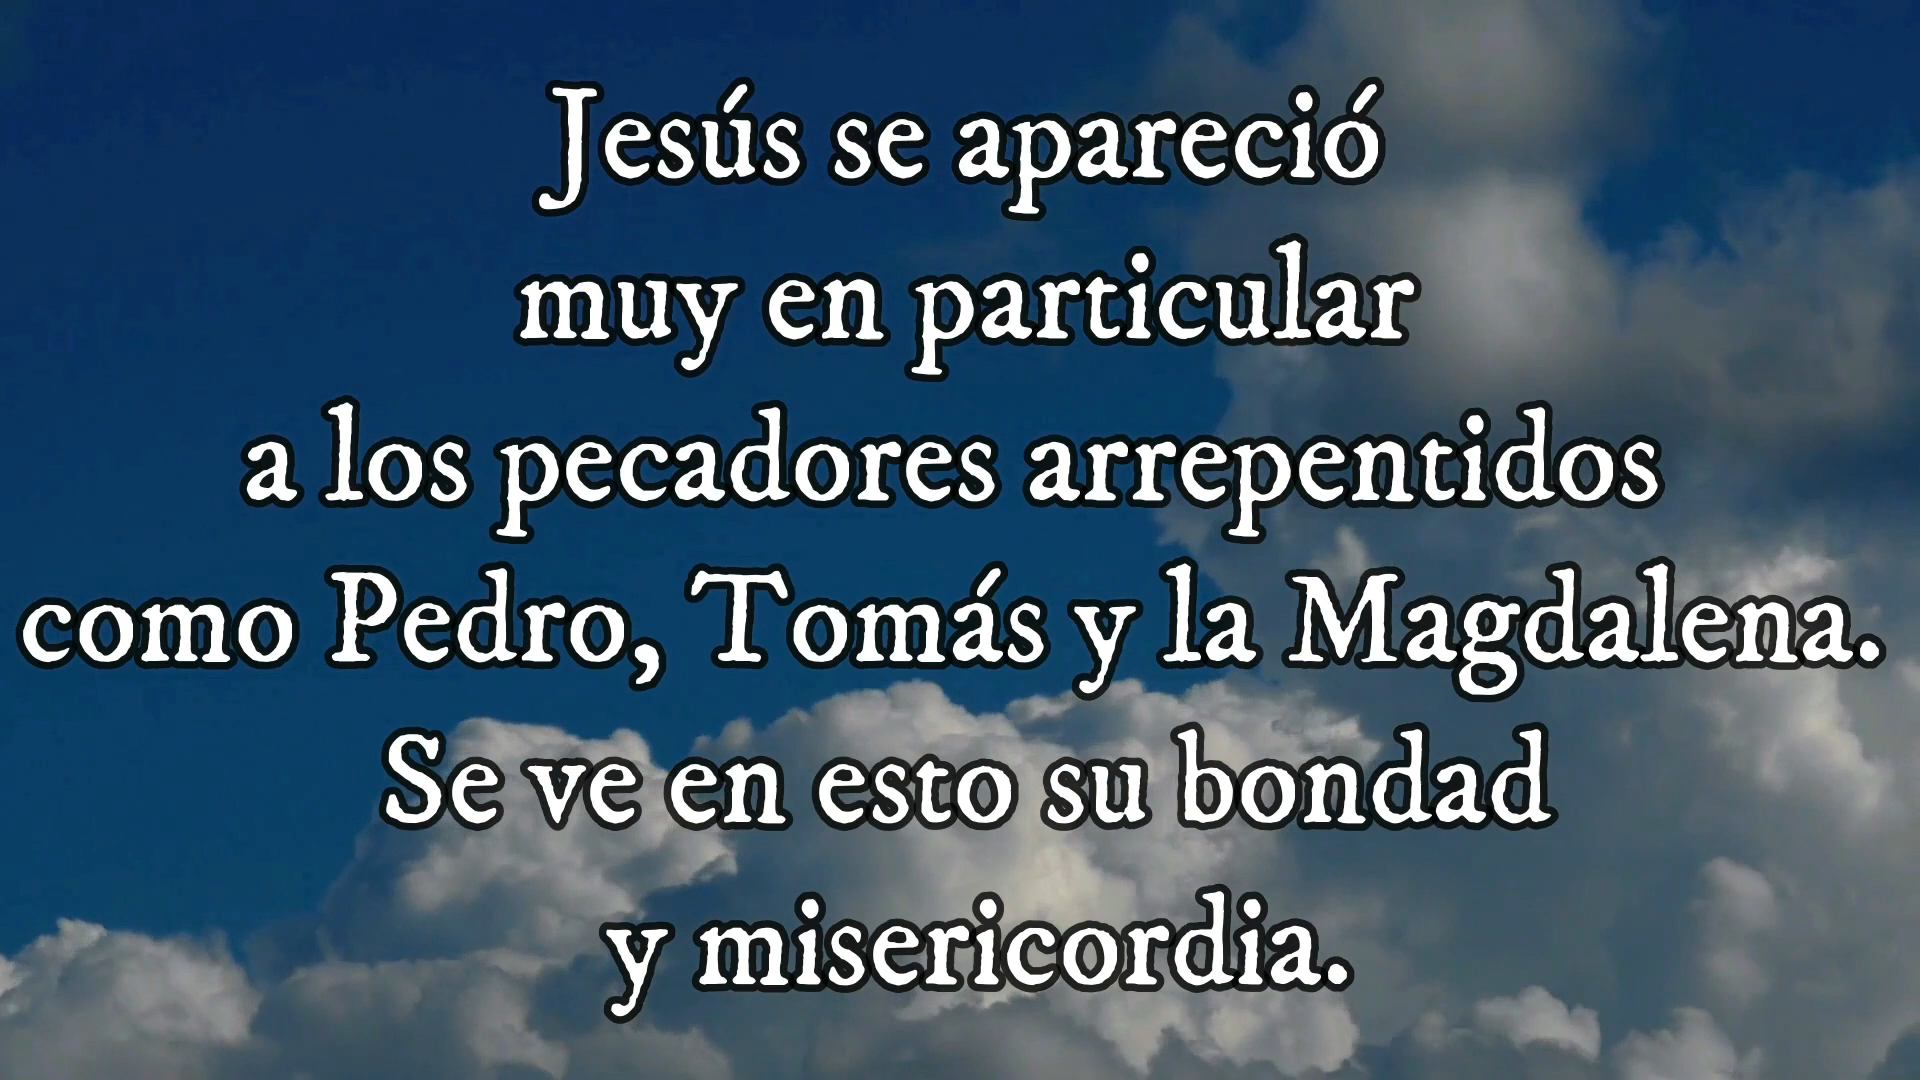 Jesús se apareció
muy en particular
a los pecadores arrepentidos
como Pedro, Tomás y la Magdalena.
Se ve en esto su bondad
y misericordia.